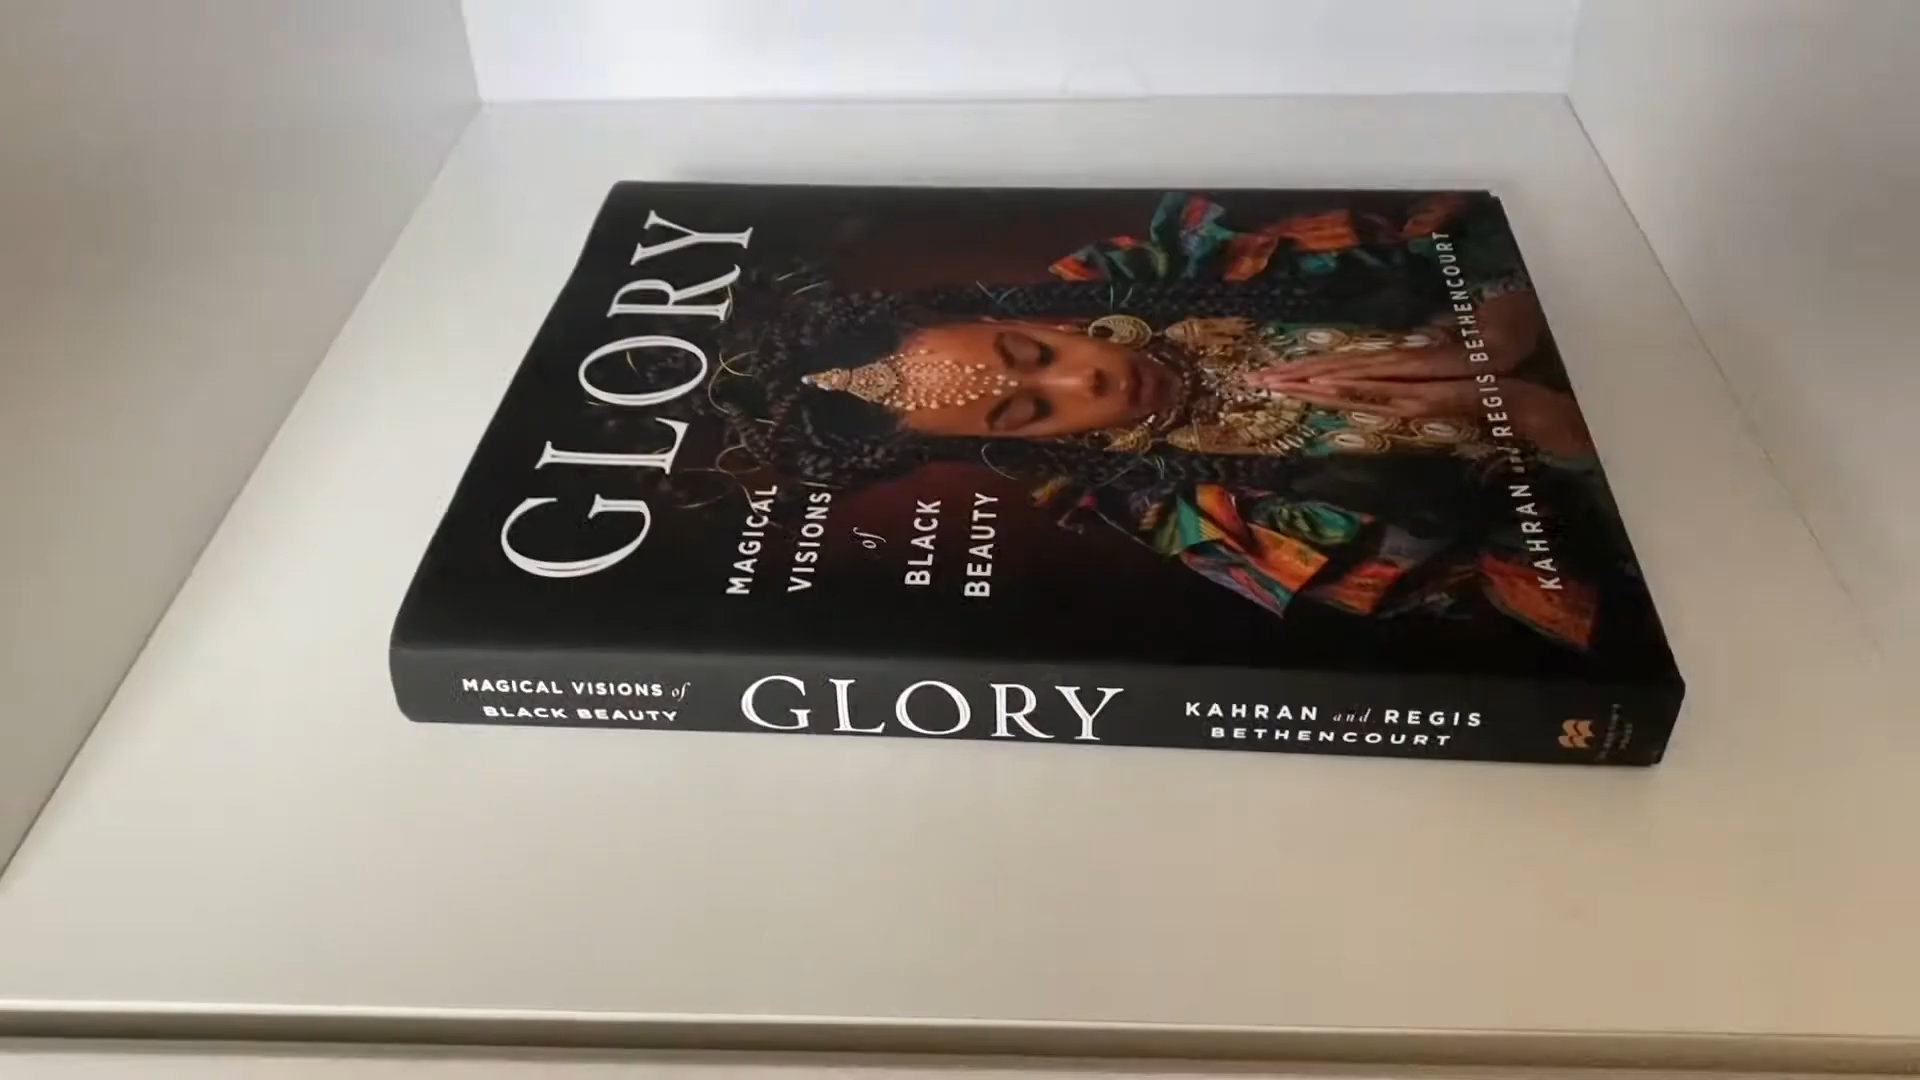 GLORY
MAGICAL
VISIONS
of
BLACK
BEAUTY
KAHRAN and REGIS BETHENCOURT
MAGICAL VISIONS of
BLACK BEAUTY
GLORY
KAHRAN and REGIS
BETHENCOURT